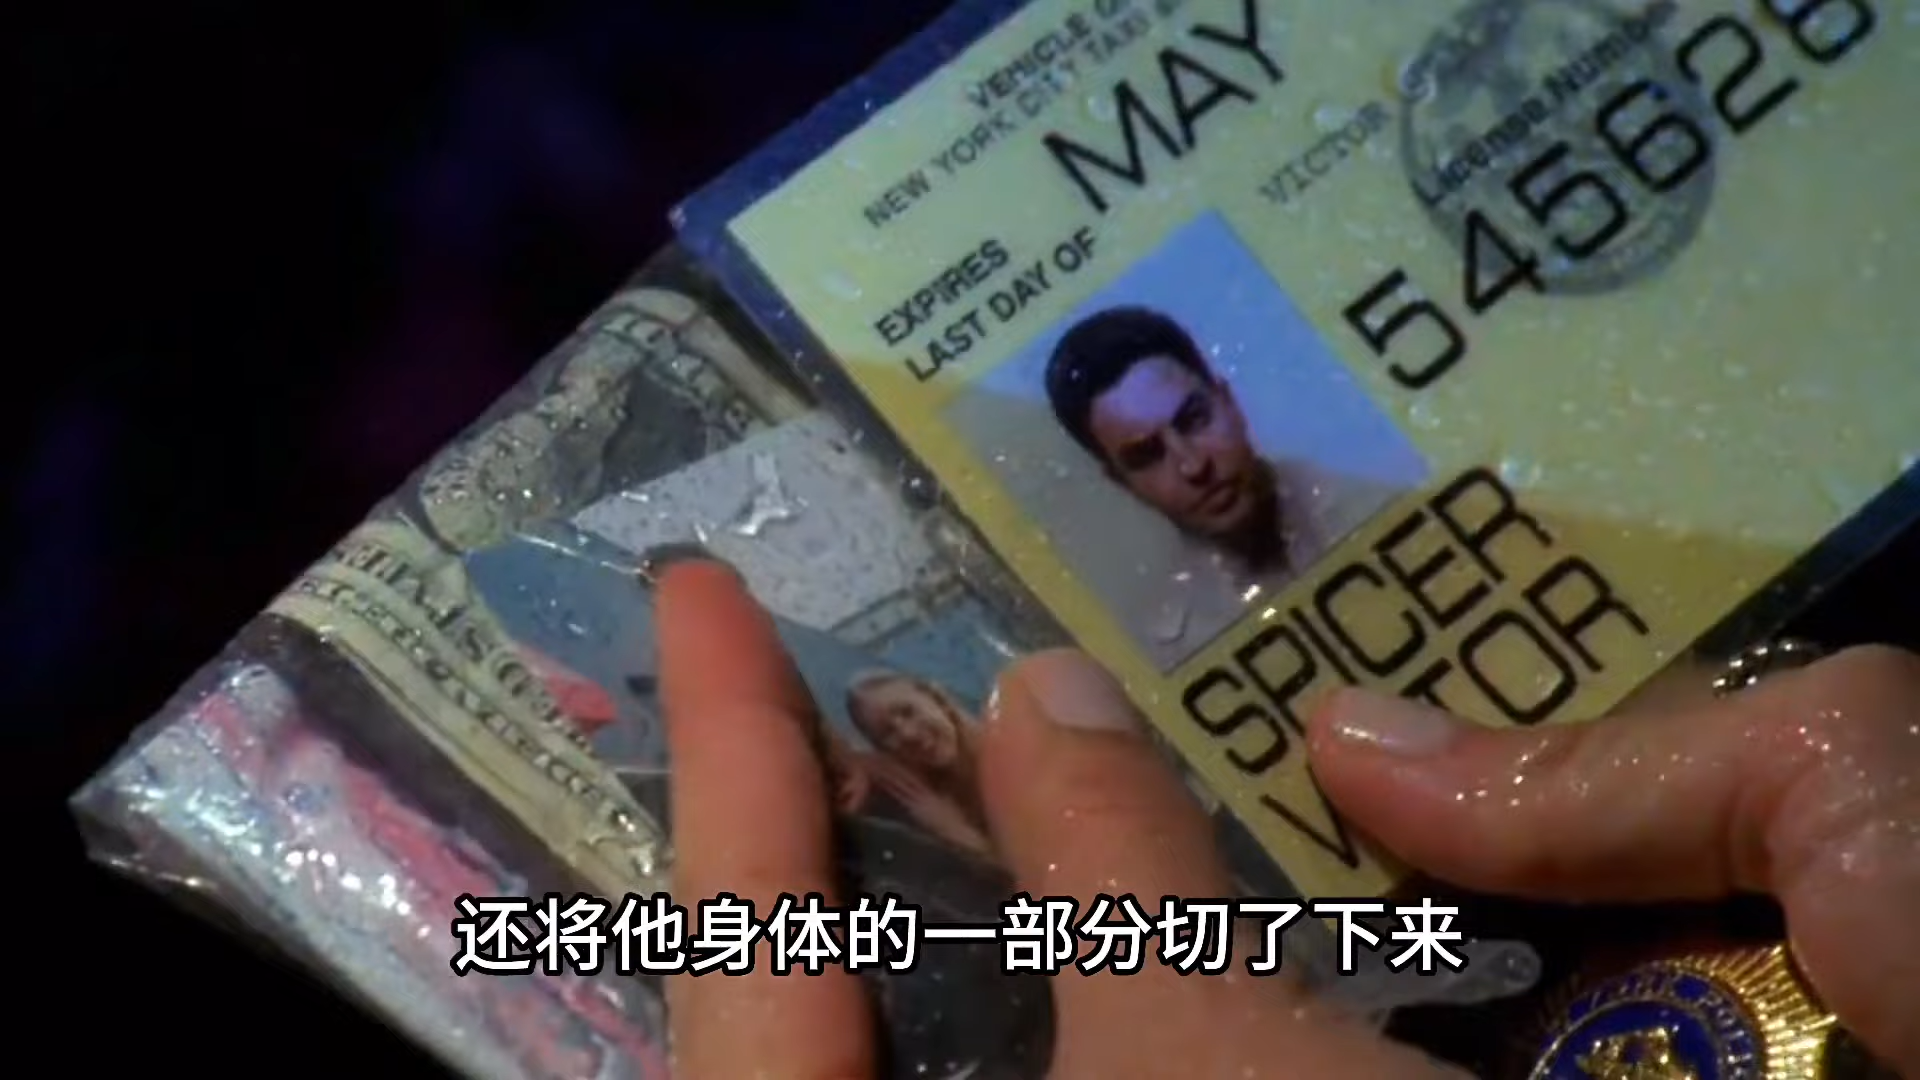 VEHICLE
NEW YORK CITY TAXI
MAY
EXPIRES
LAST DAY OF
VICTOR
License Number
545628
SPICER
还将他身体的一部分切了下来